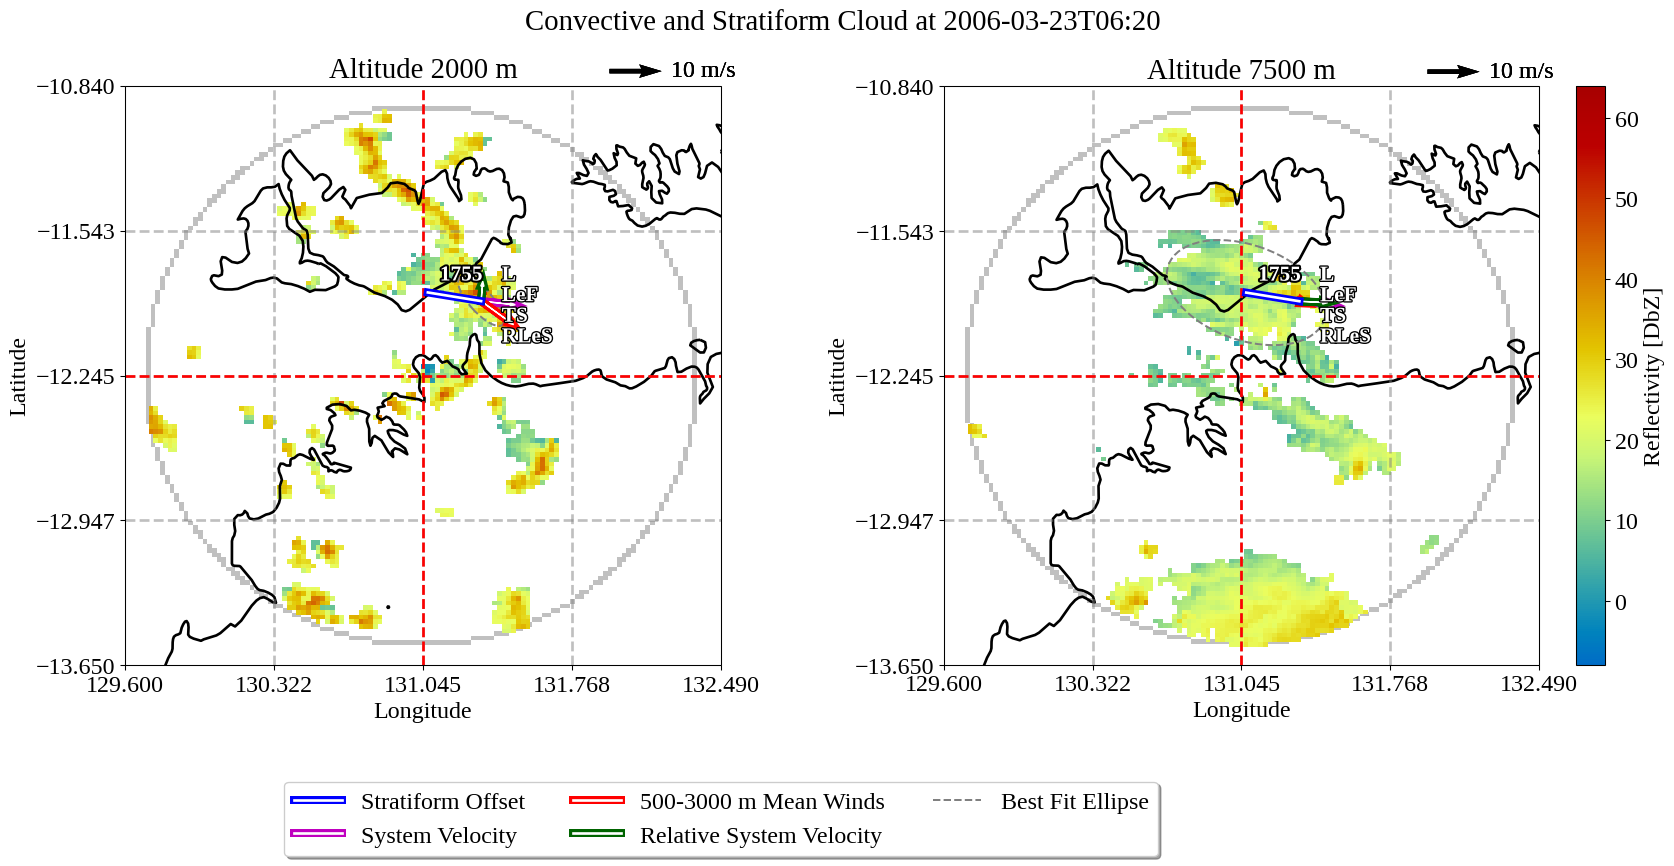 Convective and Stratiform Cloud at 2006-03-23T06:20
Altitude 2000 m
10 m/s
Latitude
−10.840
−11.543
−12.245
−12.947
−13.650
129.600
130.322
131.045
131.768
132.490
Longitude
1755
L
LeF
TS
RLeS
Altitude 7500 m
10 m/s
Latitude
−10.840
−11.543
−12.245
−12.947
−13.650
129.600
130.322
131.045
131.768
132.490
Longitude
1755
L
LeF
TS
RLeS
60
50
40
30
20
10
0
Reflectivity [DbZ]
Stratiform Offset
System Velocity
500-3000 m Mean Winds
Relative System Velocity
Best Fit Ellipse